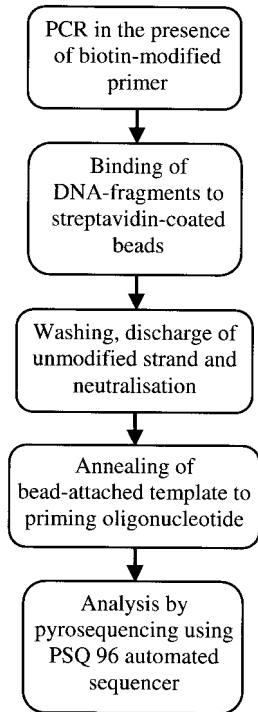 PCR in the presence
of biotin-modified
primer
Binding of
DNA-fragments to
streptavidin-coated
beads
Washing, discharge of
unmodified strand and
neutralisation
Annealing of
bead-attached template to
priming oligonucleotide
Analysis by
pyrosequencing using
PSQ 96 automated
sequencer